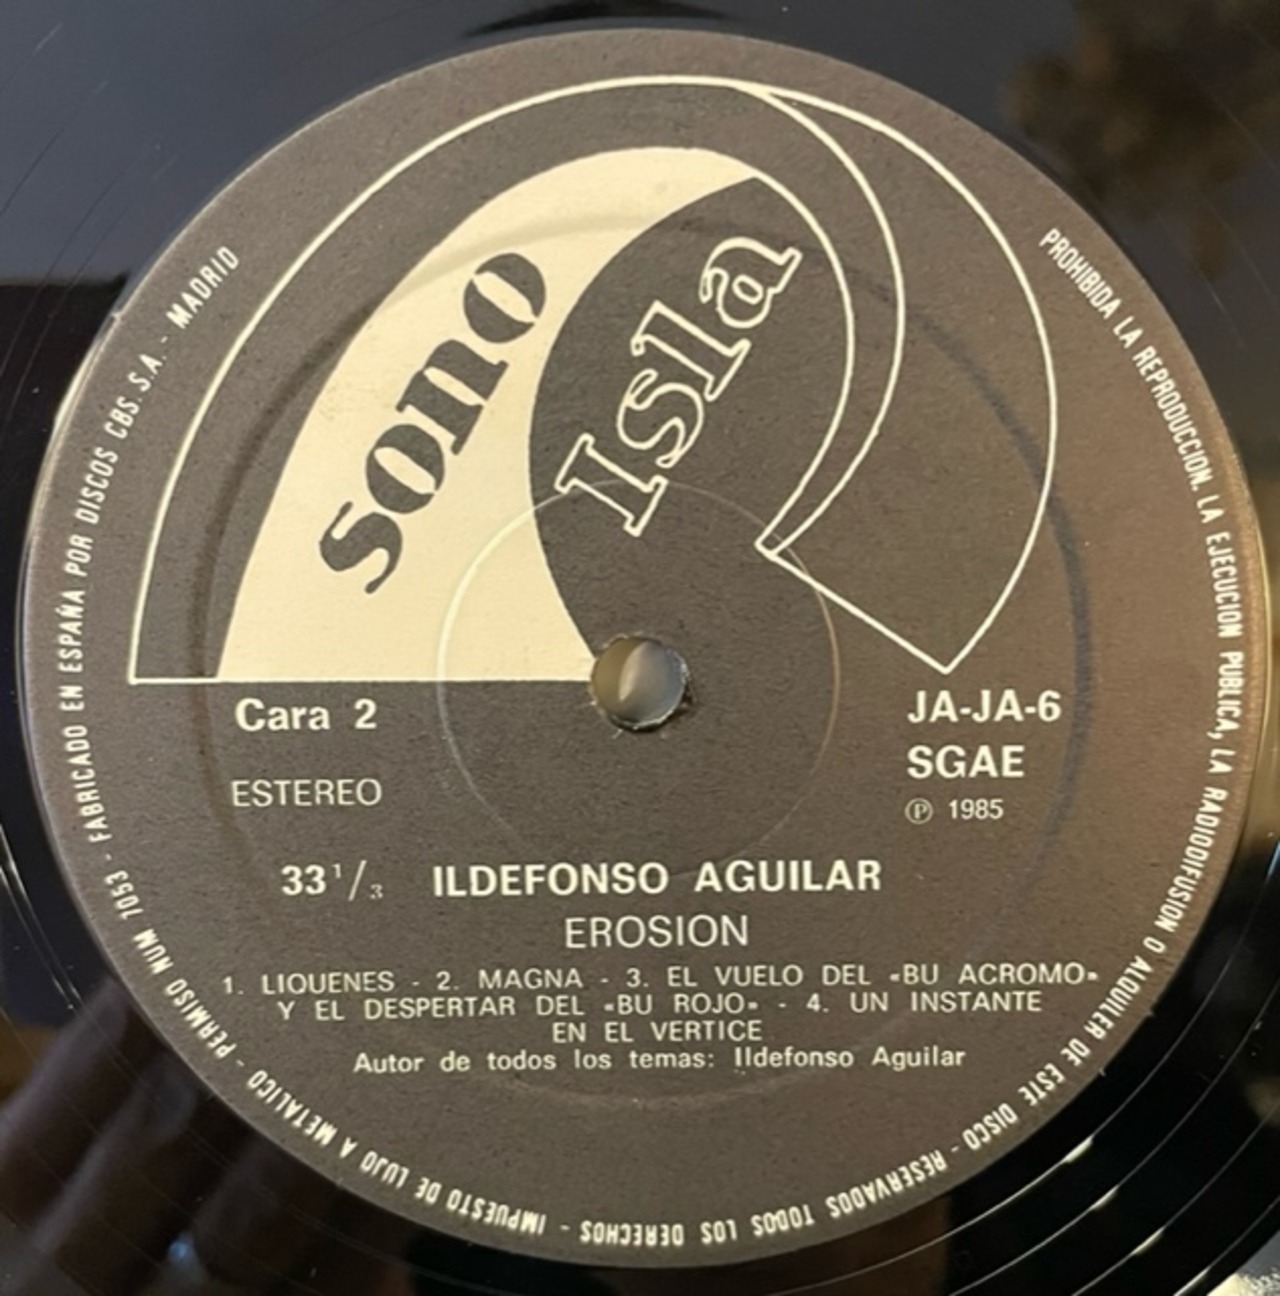 sono
Isla
Cara 2
ESTEREO
JA-JA-6
SGAE
Ⓟ 1985
33 1/3 ILDEFONSO AGUILAR
EROSION
1. LIQUENES - 2. MAGNA - 3. EL VUELO DEL «BU ACROMO»
Y EL DESPERTAR DEL «BU ROJO» - 4. UN INSTANTE
EN EL VERTICE
Autor de todos los temas: Ildefonso Aguilar
PROHIBIDA LA REPRODUCCION. LA EJECUCION PUBLICA, LA RADIODIFUSION O ALQUILER DE ESTE DISCO - RESERVADOS TODOS LOS DERECHOS - IMPUESTO DE LUJO A METALICO - PERMISO NUM 7053 - FABRICADO EN ESPAÑA POR DISCOS CBS. S.A. - MADRID